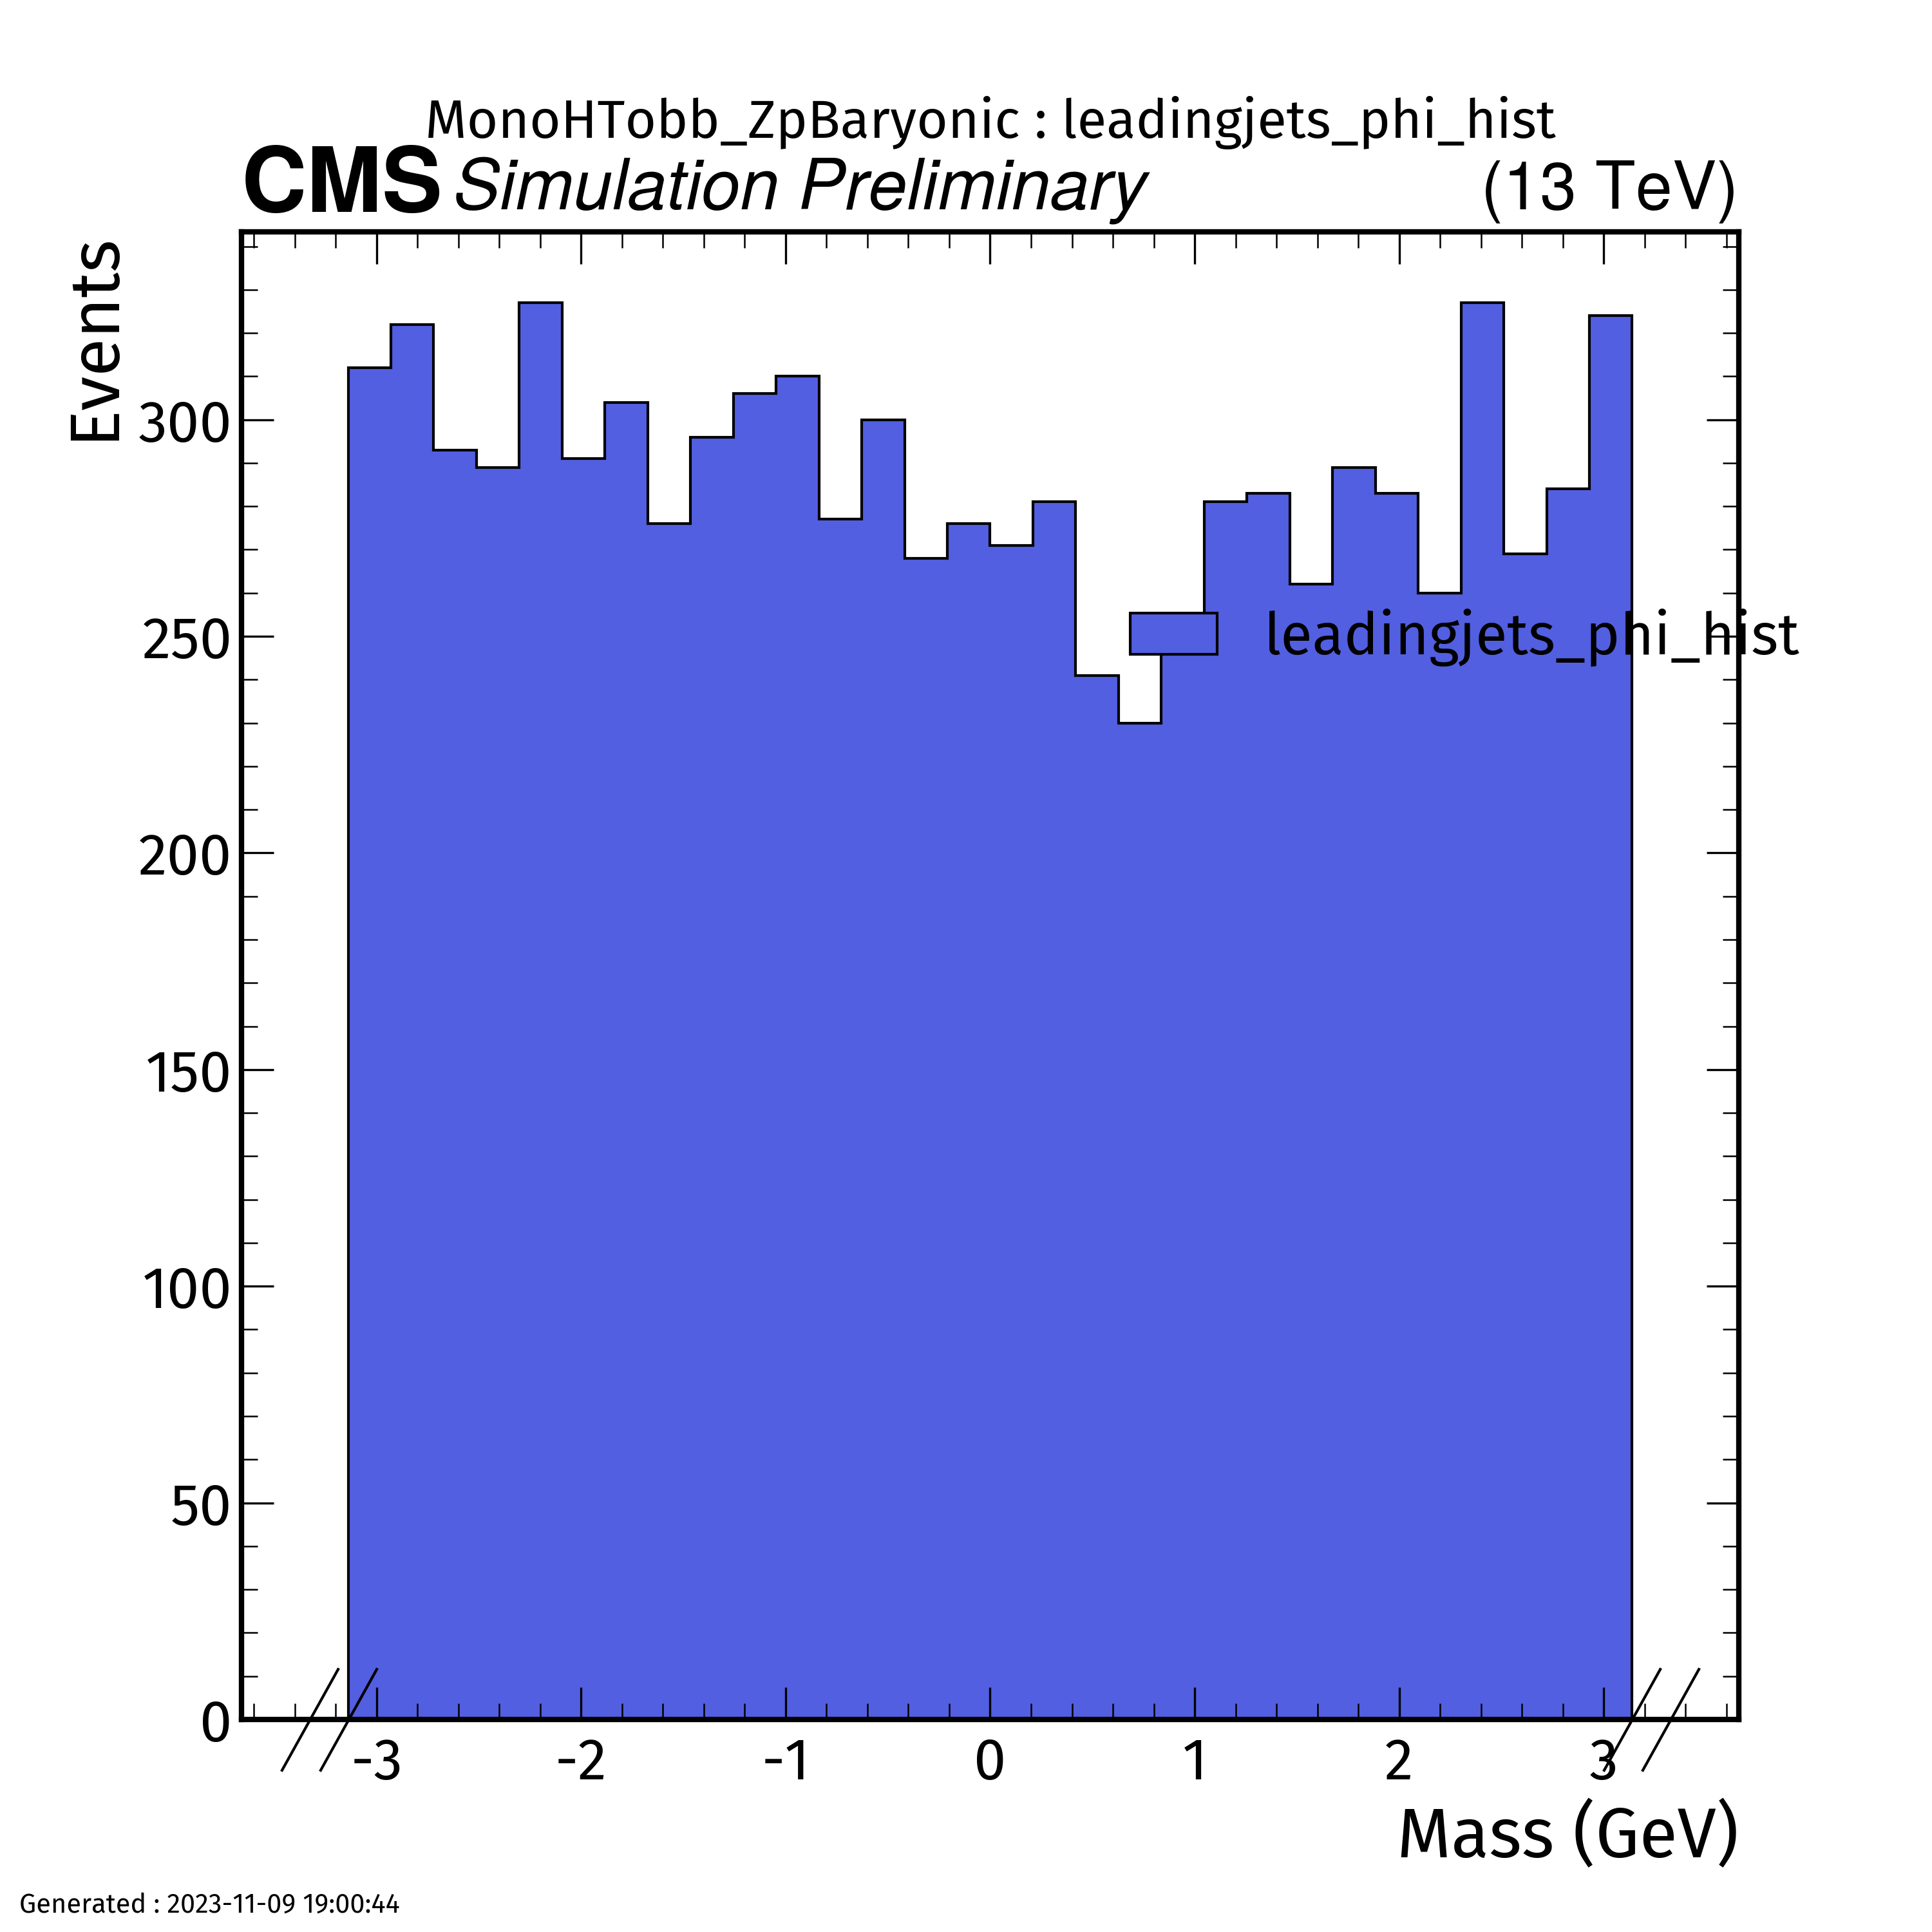 MonoHTobb_ZpBaryonic : leadingjets_phi_hist
CMS Simulation Preliminary (13 TeV)
Events
300
250
200
150
100
50
0
leadingjets_phi_hist
-3 -2 -1 0 1 2 3
Mass (GeV)
Generated : 2023-11-09 19:00:44